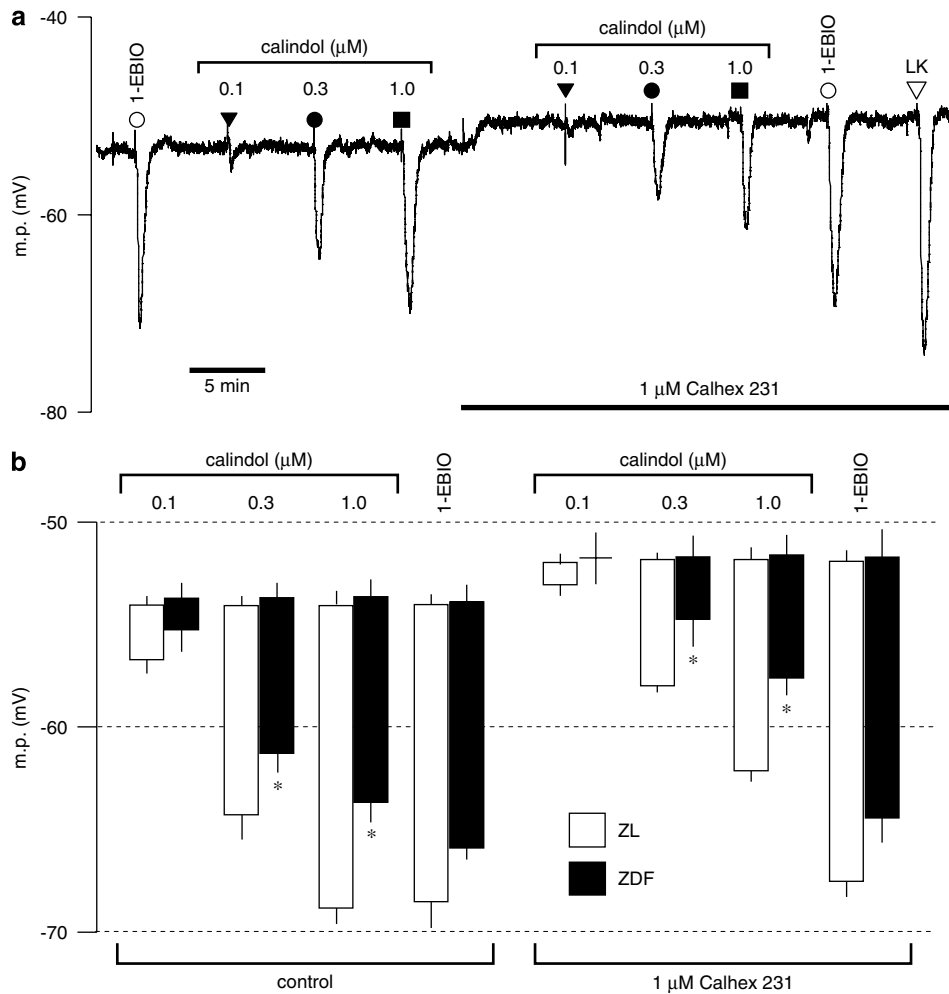 a
-40
-60
-80
m.p. (mV)
1-EBIO
calindol (μM)
0.1
0.3
1.0
calindol (μM)
0.1
0.3
1.0
1-EBIO
LK
5 min
1 μM Calhex 231
b
calindol (μM)
0.1
0.3
1.0
1-EBIO
calindol (μM)
0.1
0.3
1.0
1-EBIO
-50
-60
-70
m.p. (mV)
*
*
*
*
ZL
ZDF
control
1 μM Calhex 231